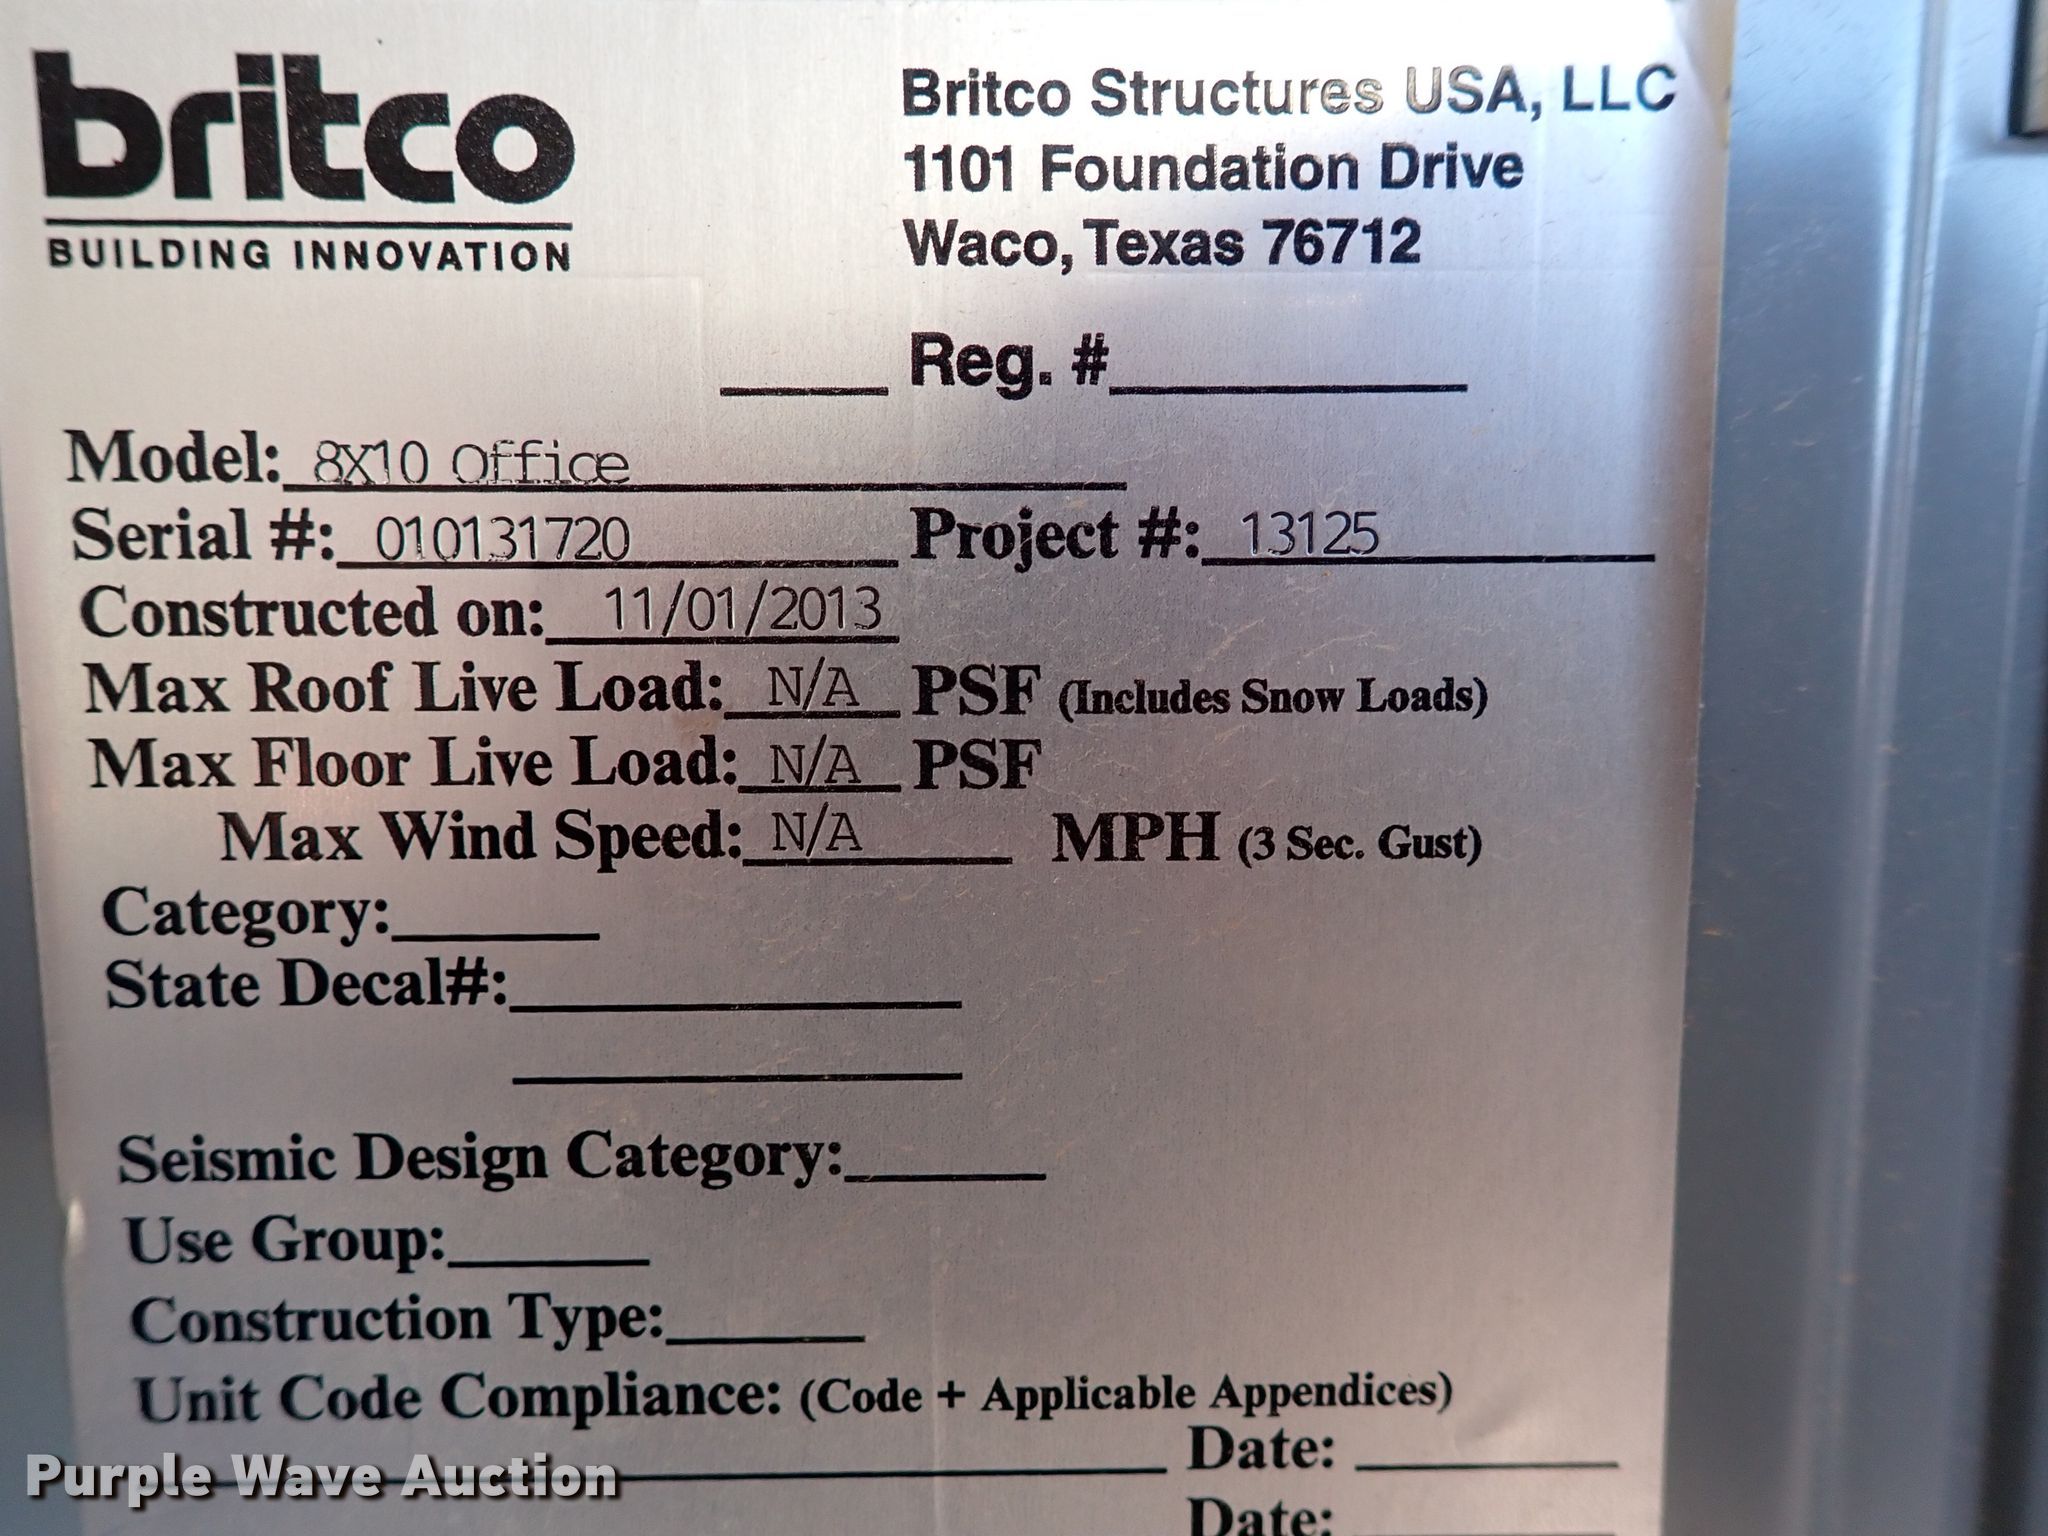 britco
BUILDING INNOVATION
Britco Structures USA, LLC
1101 Foundation Drive
Waco, Texas 76712
Reg. #
Model: 8X10 Office
Serial #: 010131720 Project #: 13125
Constructed on: 11/01/2013
Max Roof Live Load: N/A PSF (Includes Snow Loads)
Max Floor Live Load: N/A PSF
Max Wind Speed: N/A MPH (3 Sec. Gust)
Category:
State Decal#:
Seismic Design Category:
Use Group:
Construction Type:
Unit Code Compliance: (Code + Applicable Appendices)
Date:
Date:
Purple Wave Auction